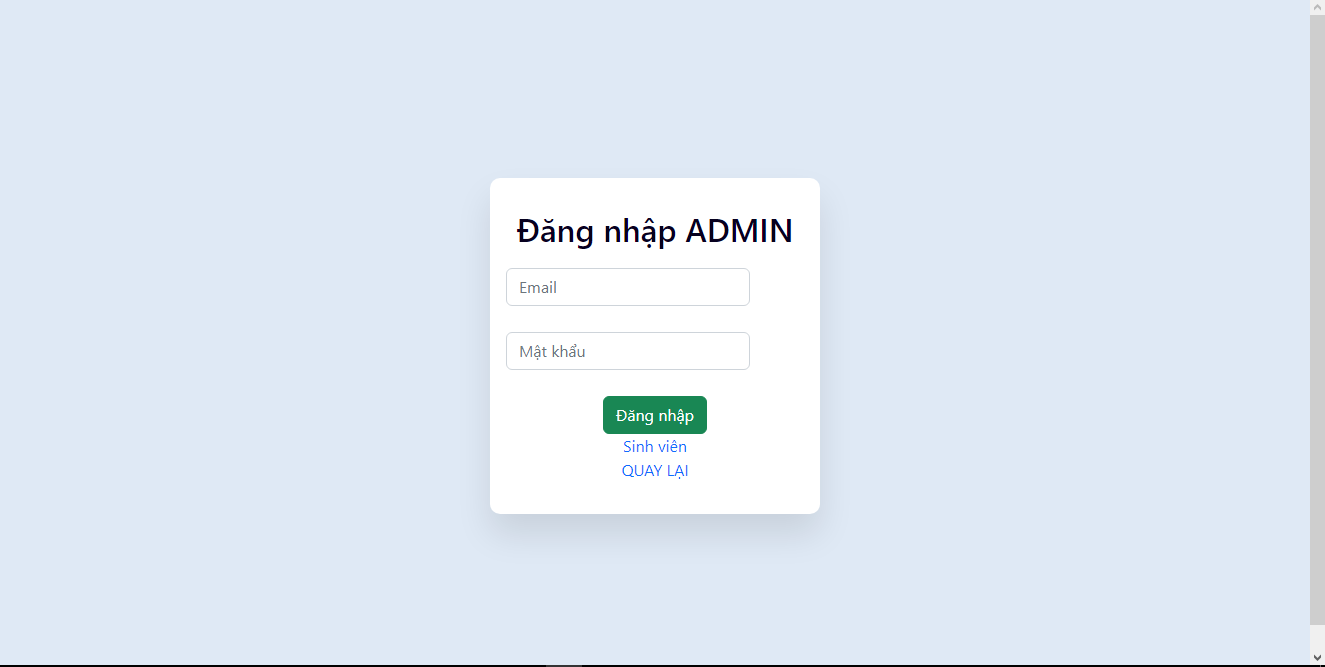 Đăng nhập ADMIN
Email
Mật khẩu
Đăng nhập
Sinh viên
QUAY LẠI